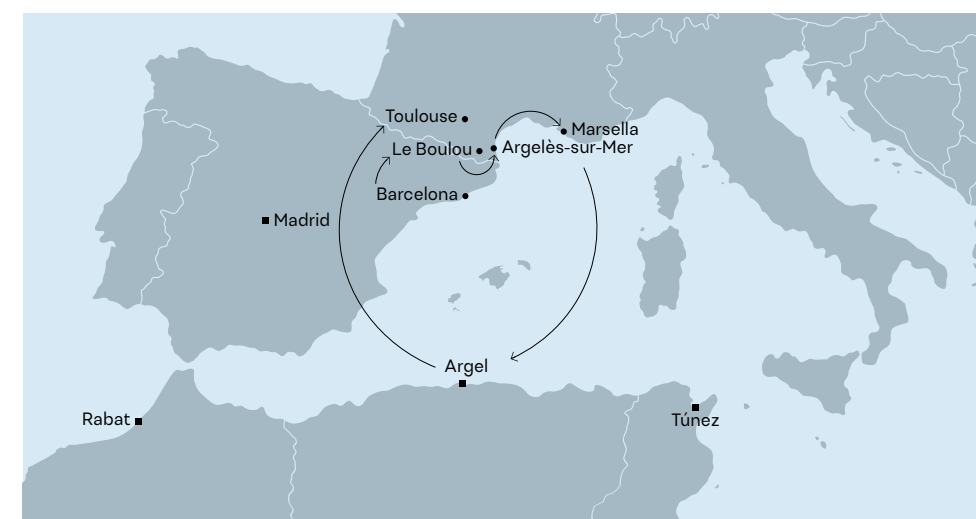 Toulouse
Marsella
Le Boulou
Argelès-sur-Mer
Barcelona
Madrid
Argel
Rabat
Túnez